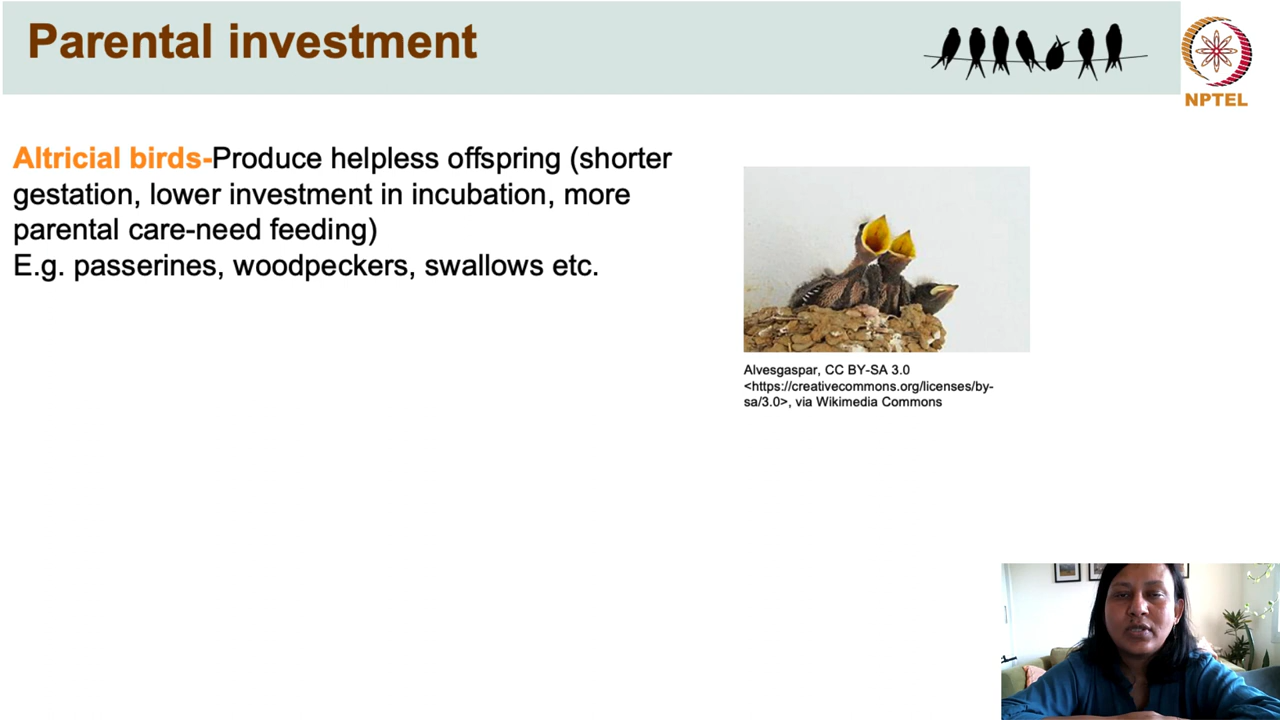 Parental investment
NPTEL
Altricial birds-Produce helpless offspring (shorter
gestation, lower investment in incubation, more
parental care-need feeding)
E.g. passerines, woodpeckers, swallows etc.
Alvesgaspar, CC BY-SA 3.0
<https://creativecommons.org/licenses/by-
sa/3.0>, via Wikimedia Commons